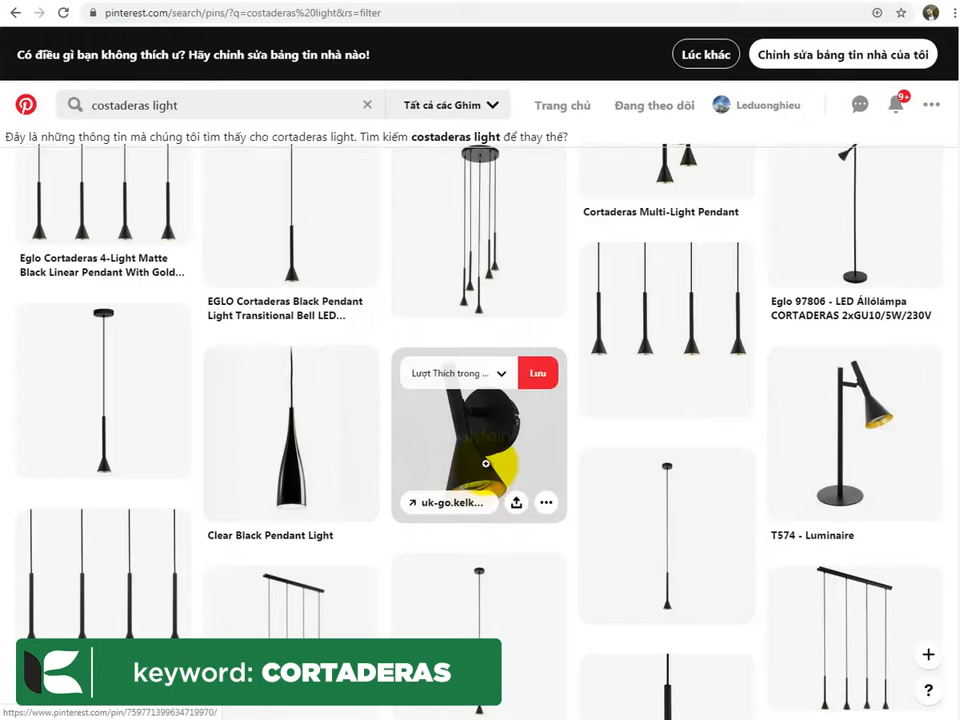 pinterest.com/search/pins/?q=costaderas%20light&rs=filter
Có điều gì bạn không thích ư? Hãy chỉnh sửa bảng tin nhà nào!
Lúc khác
Chỉnh sửa bảng tin nhà của tôi
costaderas light
Tất cả các Ghim
Trang chủ
Đang theo dõi
Leduonghieu
9+
Đây là những thông tin mà chúng tôi tìm thấy cho cortaderas light. Tìm kiếm costaderas light để thay thế?
Cortaderas Multi-Light Pendant
Eglo Cortaderas 4-Light Matte
Black Linear Pendant With Gold...
EGLO Cortaderas Black Pendant
Light Transitional Bell LED...
Eglo 97806 - LED Állólámpa
CORTADERAS 2xGU10/5W/230V
Lượt Thích trong ...
Lưu
uk-go.kelk...
Clear Black Pendant Light
T574 - Luminaire
keyword: CORTADERAS
+
?
https://www.pinterest.com/pin/759771399634719970/